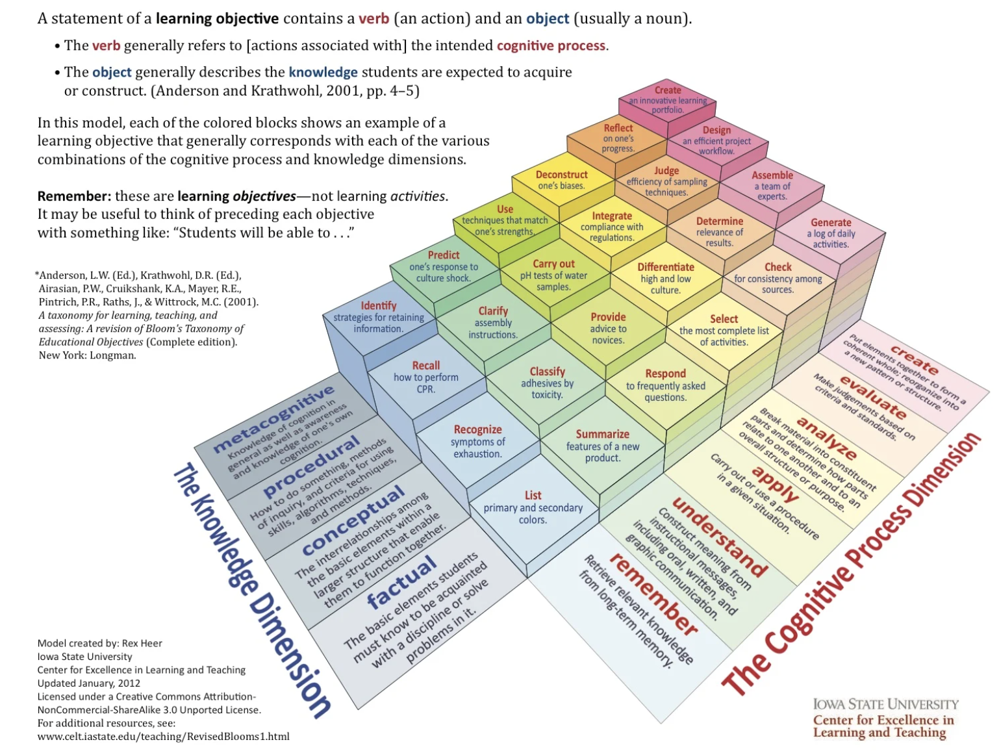 A statement of a learning objective contains a verb (an action) and an object (usually a noun).
• The verb generally refers to [actions associated with] the intended cognitive process.
• The object generally describes the knowledge students are expected to acquire
or construct. (Anderson and Krathwohl, 2001, pp. 4–5)
In this model, each of the colored blocks shows an example of a
learning objective that generally corresponds with each of the various
combinations of the cognitive process and knowledge dimensions.
Remember: these are learning objectives—not learning activities.
It may be useful to think of preceding each objective
with something like: “Students will be able to . . .”
*Anderson, L.W. (Ed.), Krathwohl, D.R. (Ed.),
Airasian, P.W., Cruikshank, K.A., Mayer, R.E.,
Pintrich, P.R., Raths, J., & Wittrock, M.C. (2001).
A taxonomy for learning, teaching, and
assessing: A revision of Bloom’s Taxonomy of
Educational Objectives (Complete edition).
New York: Longman.
Create
an innovative learning
portfolio.
Reflect
on one’s
progress.
Design
an efficient project
workflow.
Deconstruct
one’s biases.
Judge
efficiency of sampling
techniques.
Assemble
a team of
experts.
Use
techniques that match
one’s strengths.
Integrate
compliance with
regulations.
Determine
relevance of
results.
Generate
a log of daily
activities.
Predict
one’s response to
culture shock.
Carry out
pH tests of water
samples.
Differentiate
high and low
culture.
Check
for consistency among
sources.
Identify
strategies for retaining
information.
Clarify
assembly
instructions.
Provide
advice to
novices.
Select
the most complete list
of activities.
Recall
how to perform
CPR.
Classify
adhesives by
toxicity.
Respond
to frequently asked
questions.
Recognize
symptoms of
exhaustion.
Summarize
features of a new
product.
List
primary and secondary
colors.
metacognitive
Knowledge of cognition in
general as well as awareness
and knowledge of one’s own
cognition.
procedural
How to do something, methods
of inquiry, and criteria for using
skills, algorithms, techniques,
and methods.
conceptual
The interrelationships among
the basic elements within a
larger structure that enable
them to function together.
factual
The basic elements students
must know to be acquainted
with a discipline or solve
problems in it.
The Knowledge Dimension
create
Put elements together to form a
coherent whole; reorganize into
a new pattern or structure.
evaluate
Make judgements based on
criteria and standards.
analyze
Break material into constituent
parts and determine how parts
relate to one another and to an
overall structure or purpose.
apply
Carry out or use a procedure
in a given situation.
understand
Construct meaning from
instructional messages,
including oral, written, and
graphic communication.
remember
Retrieve relevant knowledge
from long-term memory.
The Cognitive Process Dimension
Model created by: Rex Heer
Iowa State University
Center for Excellence in Learning and Teaching
Updated January, 2012
Licensed under a Creative Commons Attribution-
NonCommercial-ShareAlike 3.0 Unported License.
For additional resources, see:
www.celt.iastate.edu/teaching/RevisedBlooms1.html
IOWA STATE UNIVERSITY
Center for Excellence in
Learning and Teaching